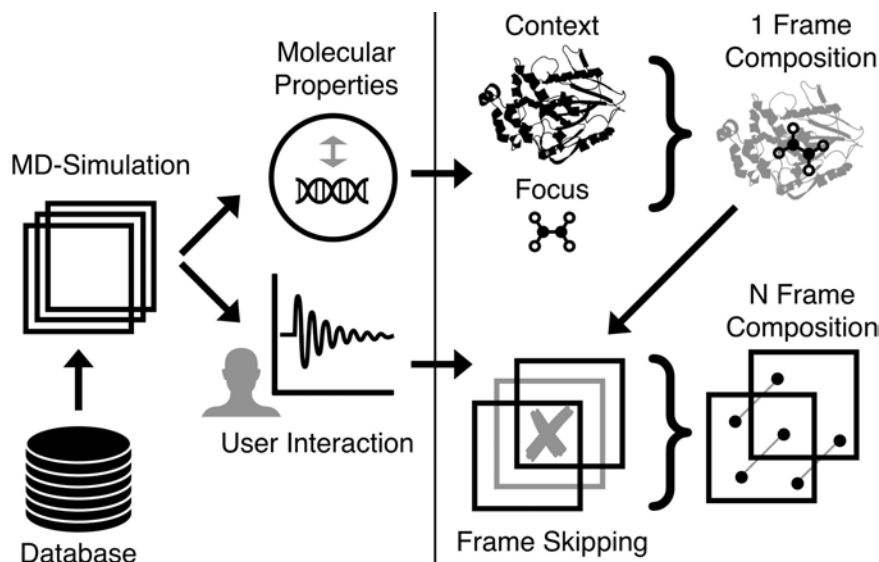 Molecular
Properties
MD-Simulation
User Interaction
Database
Context
Focus
1 Frame
Composition
N Frame
Composition
Frame Skipping